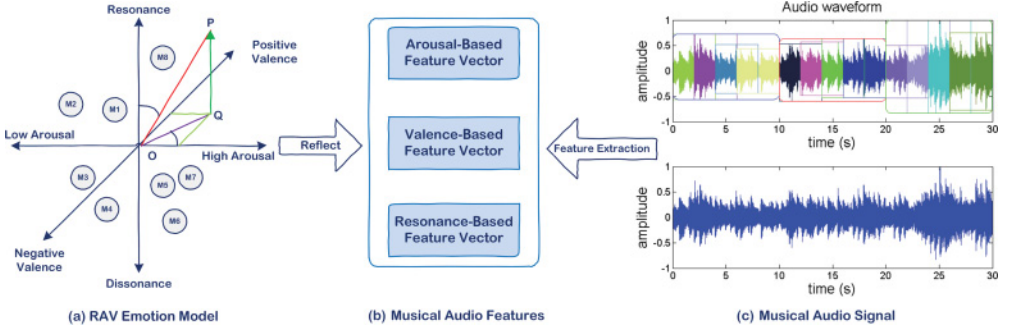 Resonance
P
M8
Positive
Valence
M2
M1
Q
Low Arousal
O
High Arousal
M3
M5
M7
M4
M6
Negative
Valence
Dissonance
(a) RAV Emotion Model
Reflect
Arousal-Based
Feature Vector
Valence-Based
Feature Vector
Resonance-Based
Feature Vector
(b) Musical Audio Features
Feature Extraction
Audio waveform
amplitude
1
0.5
0
-0.5
-1
0 5 10 15 20 25 30
time (s)
amplitude
1
0.5
0
-0.5
-1
0 5 10 15 20 25 30
time (s)
(c) Musical Audio Signal